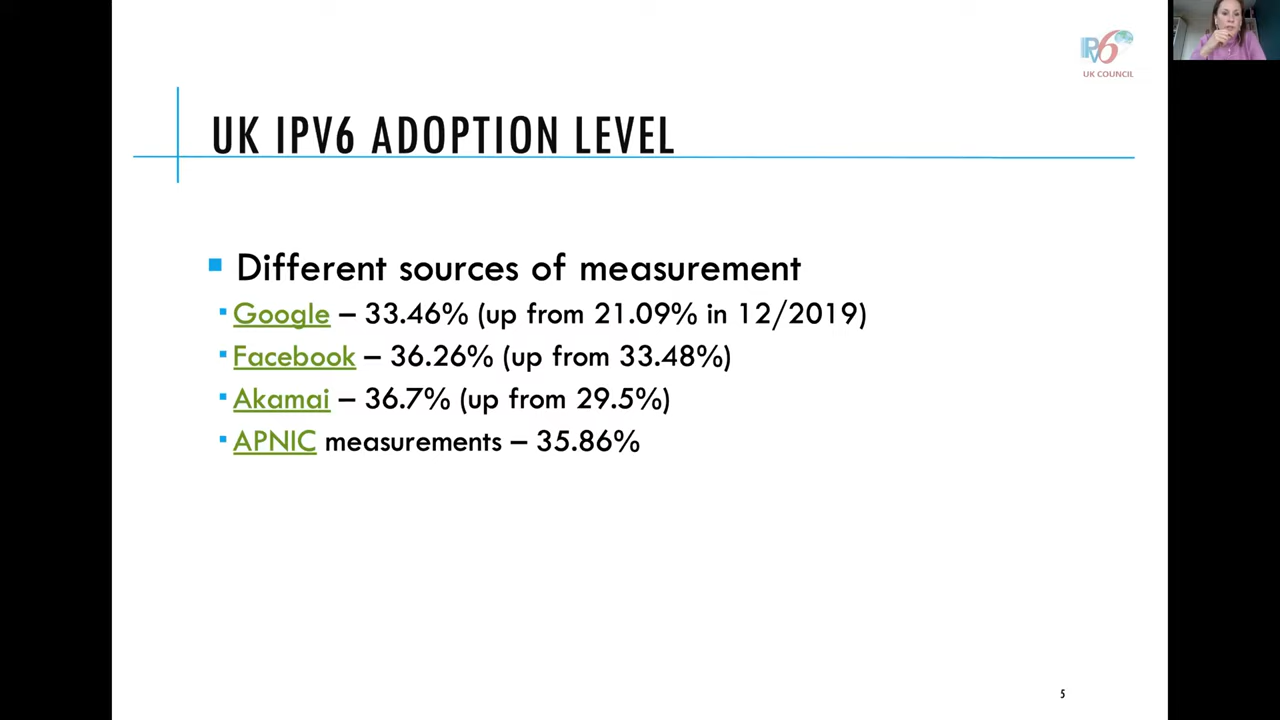 IPV6
UK COUNCIL
UK IPV6 ADOPTION LEVEL
Different sources of measurement
Google – 33.46% (up from 21.09% in 12/2019)
Facebook – 36.26% (up from 33.48%)
Akamai – 36.7% (up from 29.5%)
APNIC measurements – 35.86%
5